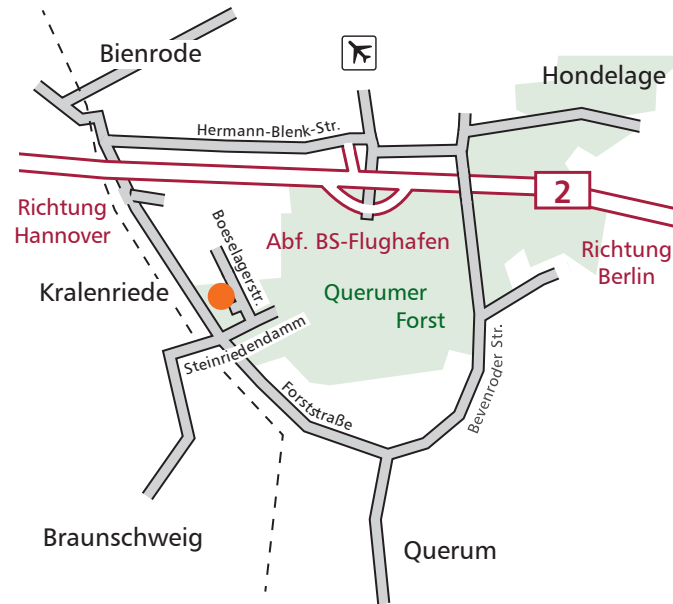 Bienrode
Hondelage
Hermann-Blenk-Str.
2
Richtung
Hannover
Boeselagerstr.
Abf. BS-Flughafen
Richtung
Berlin
Kralenriede
Querumer
Forst
Steinriedendamm
Bevenroder Str.
Forststraße
Braunschweig
Querum